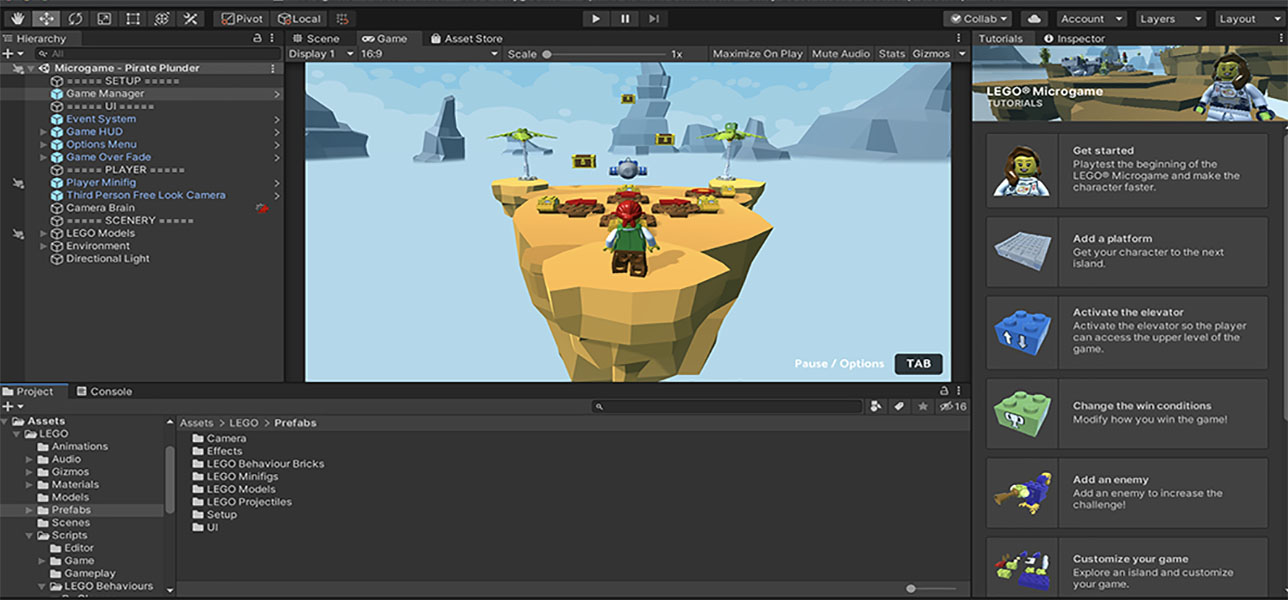 Pivot Local Collab Account Layers Layout
Hierarchy
All
Microgame - Pirate Plunder
===== SETUP =====
Game Manager
===== UI =====
Event System
Game HUD
Options Menu
Game Over Fade
===== PLAYER =====
Player Minifig
Third Person Free Look Camera
Camera Brain
===== SCENERY =====
LEGO Models
Environment
Directional Light
Scene Game Asset Store
Display 1 16:9 Scale 1x Maximize On Play Mute Audio Stats Gizmos
Pause / Options TAB
Tutorials Inspector
LEGO® Microgame
TUTORIALS
Get started
Playtest the beginning of the
LEGO® Microgame and make the
character faster.
Add a platform
Get your character to the next
island.
Activate the elevator
Activate the elevator so the player
can access the upper level of the
game.
Change the win conditions
Modify how you win the game!
Add an enemy
Add an enemy to increase the
challenge!
Customize your game
Explore an island and customize
your game.
Project Console
16
Assets
LEGO
Animations
Audio
Gizmos
Materials
Models
Prefabs
Scenes
Scripts
Editor
Game
Gameplay
LEGO Behaviours
Assets > LEGO > Prefabs
Camera
Effects
LEGO Behaviour Bricks
LEGO Minifigs
LEGO Models
LEGO Projectiles
Setup
UI